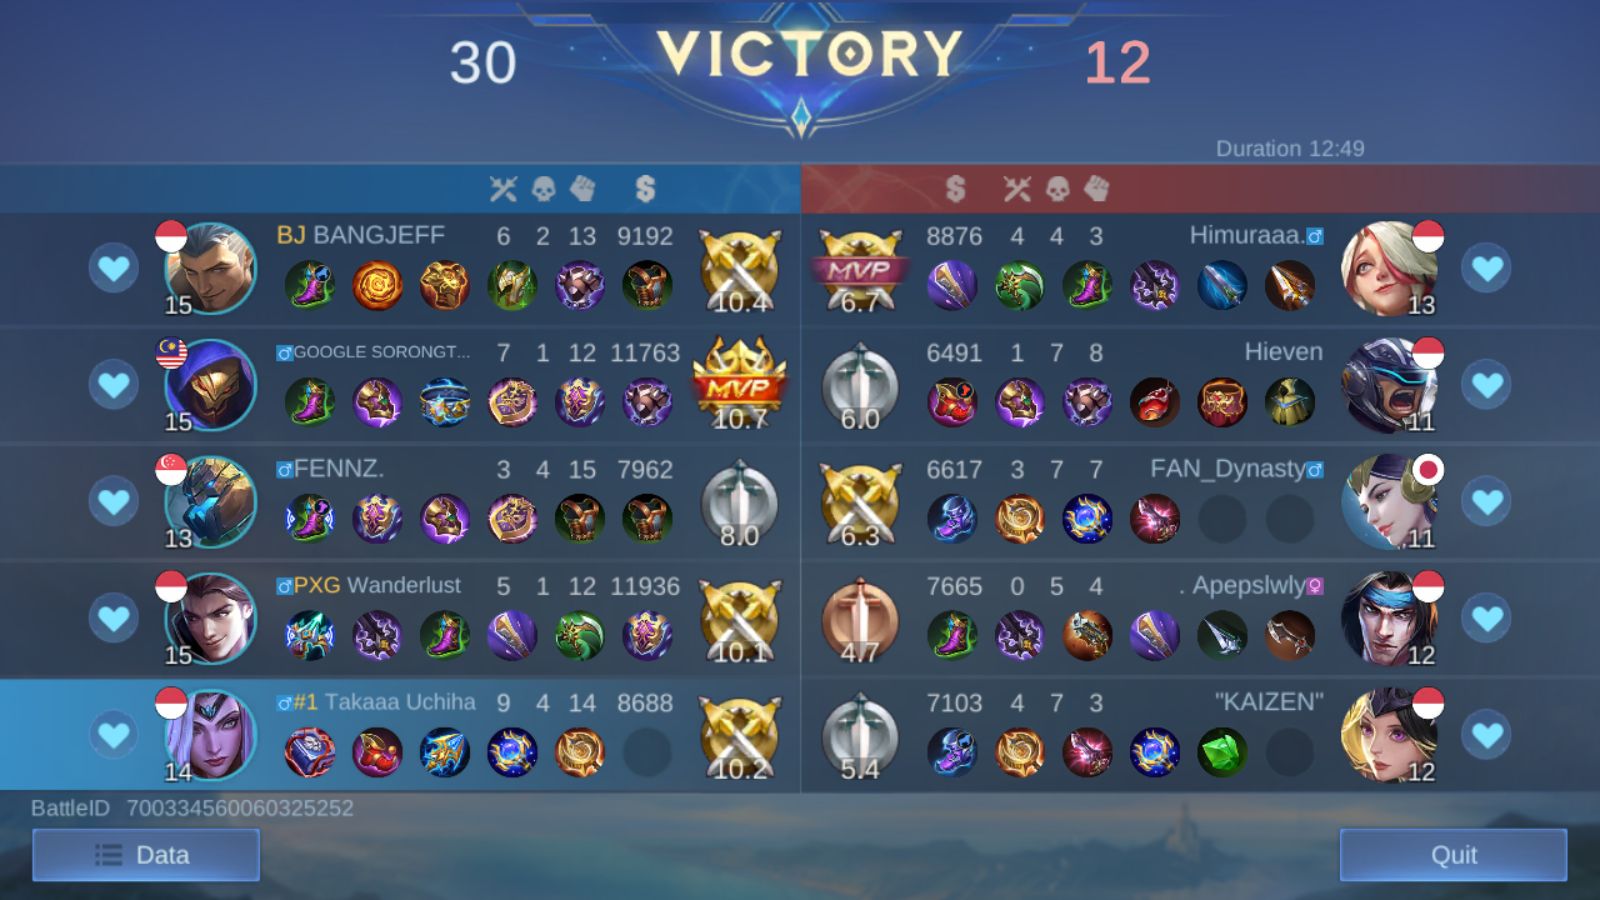 30 VICTORY 12
Duration 12:49
BJ BANGJEFF 6 2 13 9192
15 10.4
8876 4 4 3 Himuraaa.
MVP 6.7 13
GOOGLE SORONGT... 7 1 12 11763
15 MVP 10.7
6491 1 7 8 Hieven
6.0 11
FENNZ. 3 4 15 7962
13 8.0
6617 3 7 7 FAN_Dynasty
6.3 11
PXG Wanderlust 5 1 12 11936
15 10.1
7665 0 5 4 . Apepslwly
4.7 12
#1 Takaaa Uchiha 9 4 14 8688
14 10.2
7103 4 7 3 "KAIZEN"
5.4 12
BattleID 700334560060325252
Data
Quit